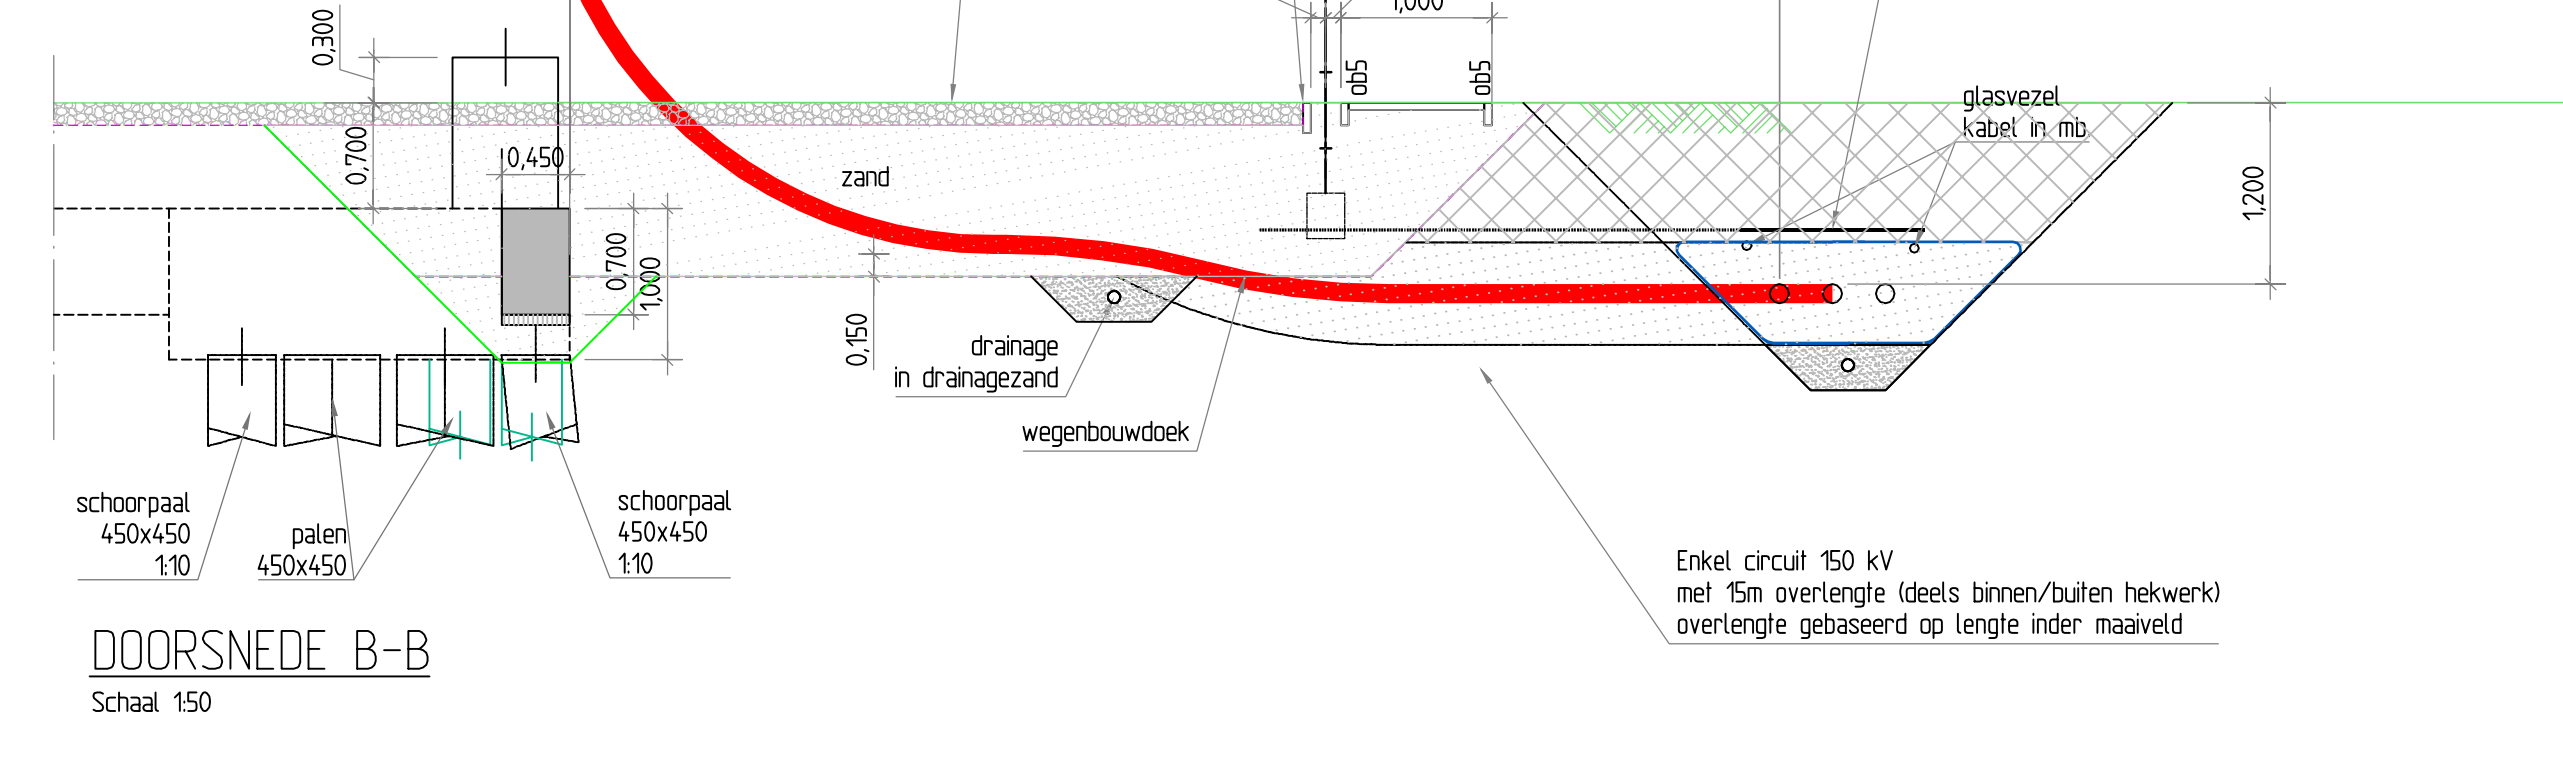 1,000
0,300
ob5
ob5
glasvezel
kabel in mb
0,700
0,450
zand
1,200
0,700
1,000
0,150
drainage
in drainagezand
wegenbouwdoek
schoorpaal
450x450
1:10
palen
450x450
schoorpaal
450x450
1:10
Enkel circuit 150 kV
met 15m overlengte (deels binnen/buiten hekwerk)
overlengte gebaseerd op lengte inder maaiveld
DOORSNEDE B-B
Schaal 1:50